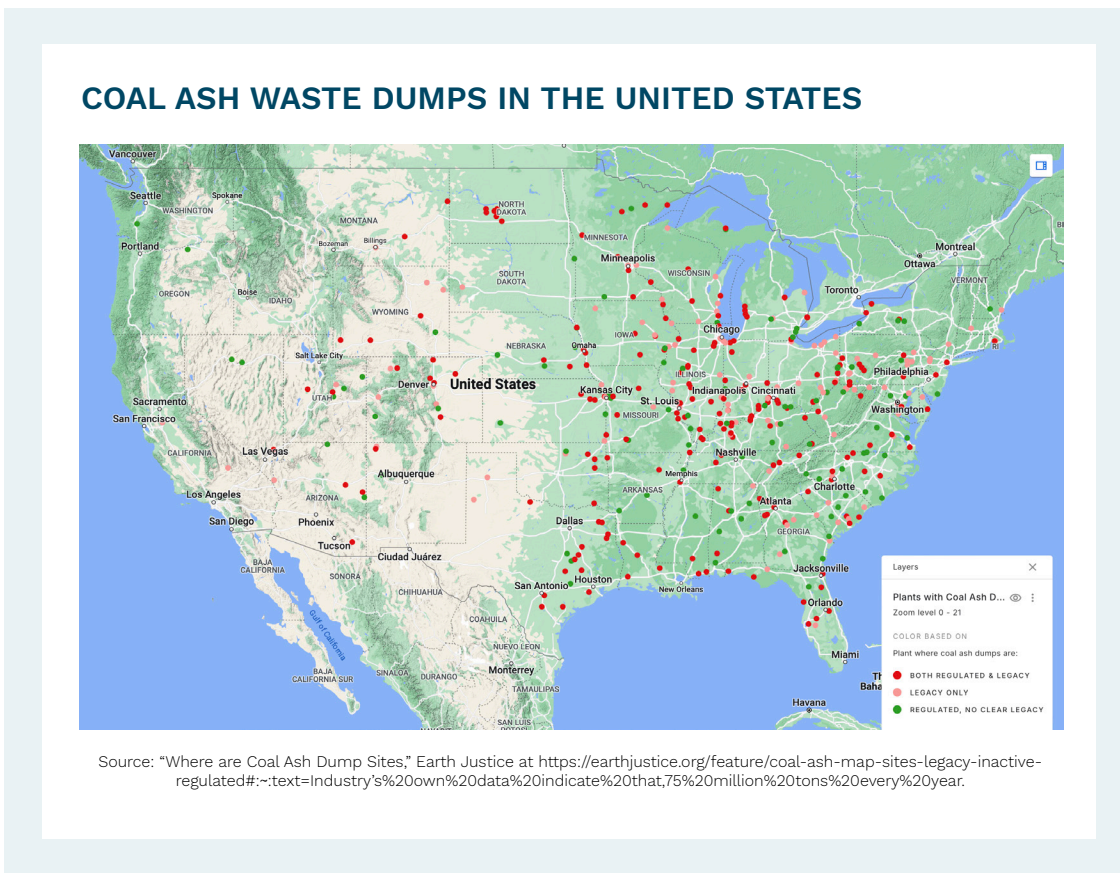 COAL ASH WASTE DUMPS IN THE UNITED STATES
Vancouver
Seattle
Spokane
WASHINGTON
Portland
MONTANA
Bozeman
Billings
NORTH
DAKOTA
MINNESOTA
Minneapolis
Montreal
Ottawa
VERMONT
OREGON
Boise
IDAHO
SOUTH
DAKOTA
WISCONSIN
Toronto
WYOMING
IOWA
Chicago
NEBRASKA
Omaha
RI
Salt Lake City
Denver
United States
ILLINOIS
Indianapolis
Cincinnati
Philadelphia
Kansas City
St. Louis
MISSOURI
Washington
UTAH
Sacramento
San Francisco
CALIFORNIA
Las Vegas
Nashville
Albuquerque
Memphis
Charlotte
Los Angeles
ARIZONA
ARKANSAS
Atlanta
San Diego
Phoenix
Dallas
GEORGIA
Tucson
Ciudad Juárez
BAJA
CALIFORNIA
SONORA
CHIHUAHUA
San Antonio
Houston
New Orleans
Jacksonville
COAHUILA
Orlando
Gulf of California
NUEVO LEON
Miami
BAJA
CALIFORNIA SUR
SINALOA
DURANGO
Monterrey
TAMAULIPAS
Th
Baha
Havana
SAN LUIS
Layers
Plants with Coal Ash D...
Zoom level 0 - 21
COLOR BASED ON
Plant where coal ash dumps are:
BOTH REGULATED & LEGACY
LEGACY ONLY
REGULATED, NO CLEAR LEGACY
Source: “Where are Coal Ash Dump Sites,” Earth Justice at https://earthjustice.org/feature/coal-ash-map-sites-legacy-inactive-
regulated#:~:text=Industry’s%20own%20data%20indicate%20that,75%20million%20tons%20every%20year.